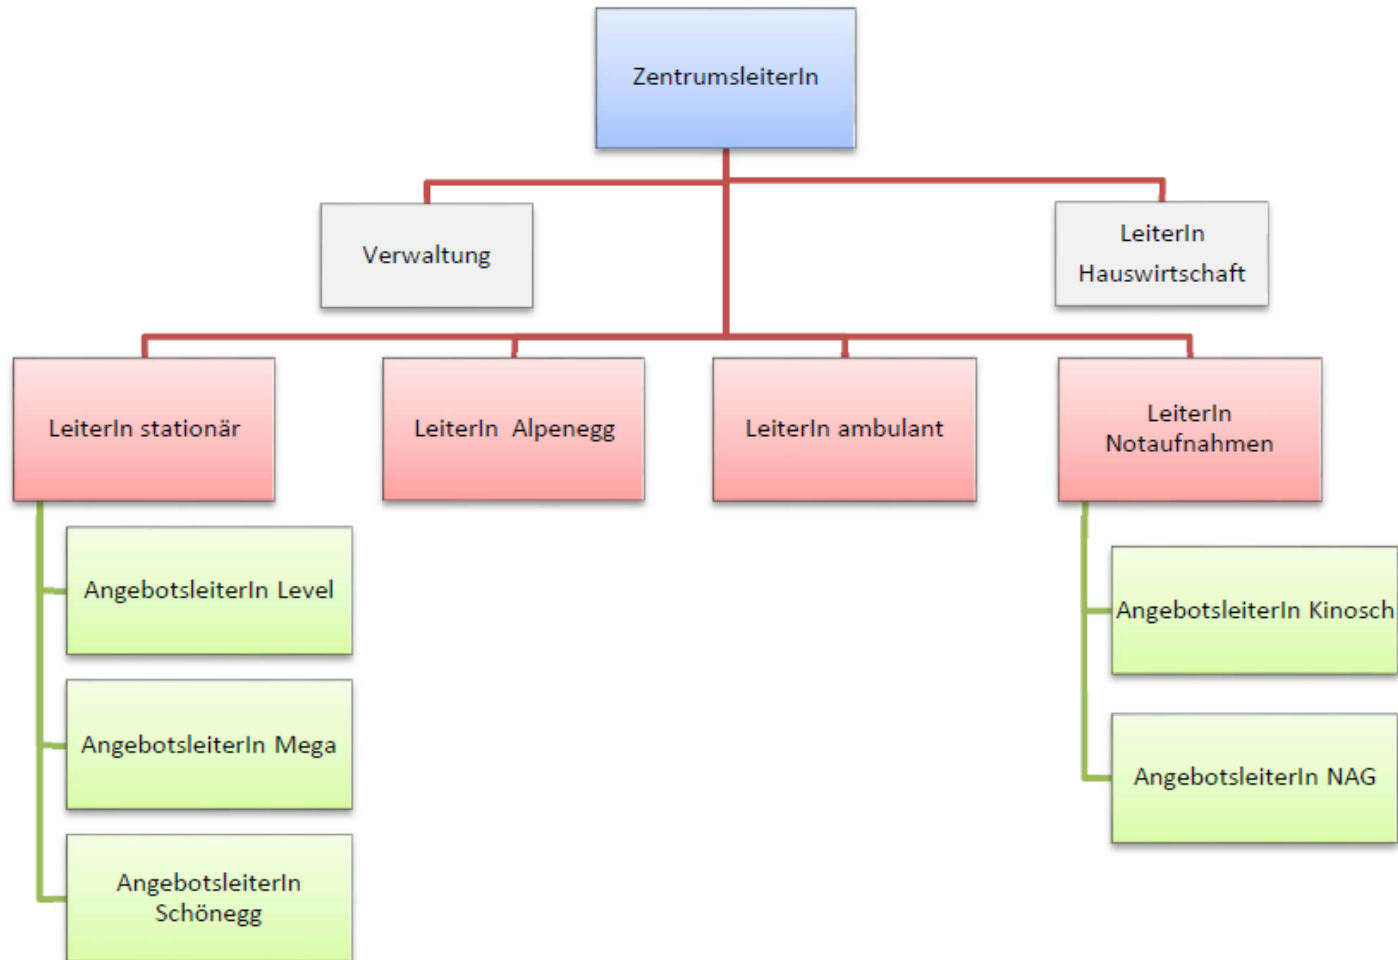 ZentrumsleiterIn
Verwaltung
LeiterIn
Hauswirtschaft
LeiterIn stationär
LeiterIn Alpenegg
LeiterIn ambulant
LeiterIn
Notaufnahmen
AngebotsleiterIn Level
AngebotsleiterIn Mega
AngebotsleiterIn
Schönegg
AngebotsleiterIn Kinosch
AngebotsleiterIn NAG